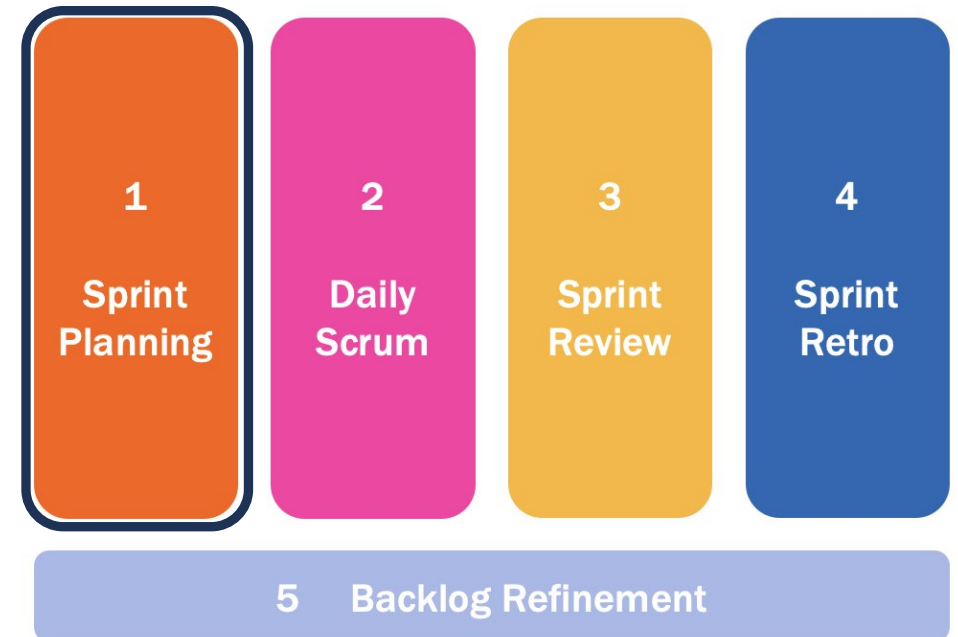 1
Sprint
Planning
2
Daily
Scrum
3
Sprint
Review
4
Sprint
Retro
5 Backlog Refinement